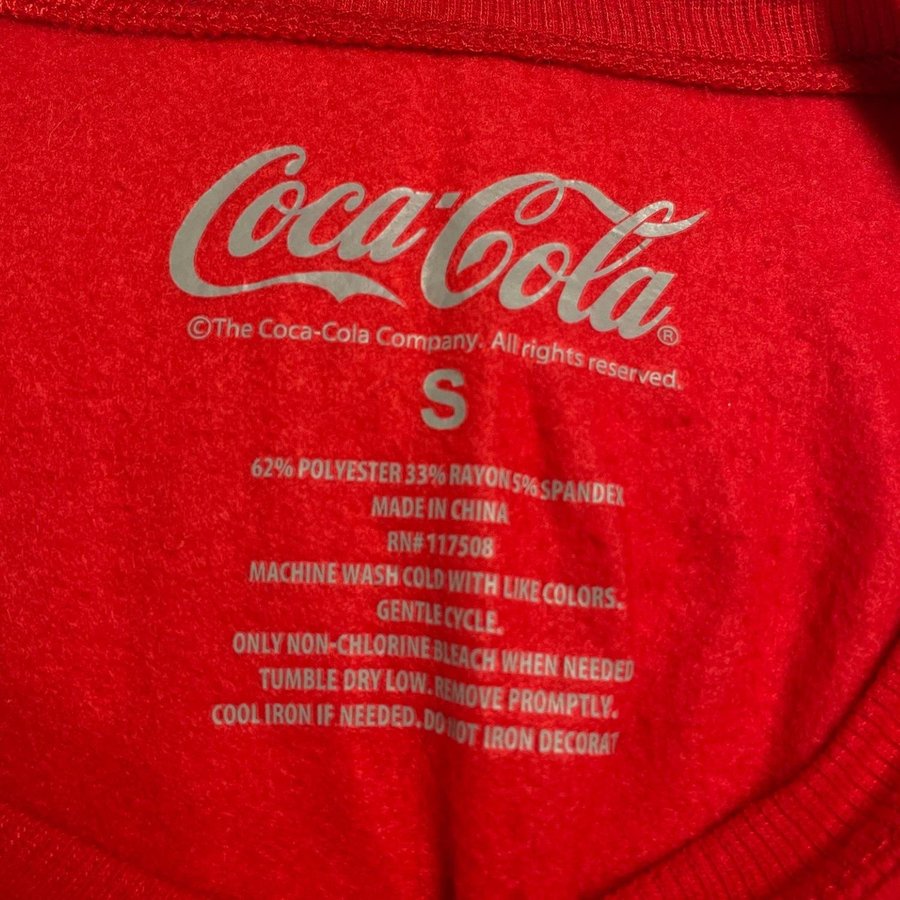 Coca-Cola®
©The Coca-Cola Company. All rights reserved.
S
62% POLYESTER 33% RAYON 5% SPANDEX
MADE IN CHINA
RN# 117508
MACHINE WASH COLD WITH LIKE COLORS.
GENTLE CYCLE.
ONLY NON-CHLORINE BLEACH WHEN NEEDED
TUMBLE DRY LOW. REMOVE PROMPTLY.
COOL IRON IF NEEDED. DO NOT IRON DECORAT